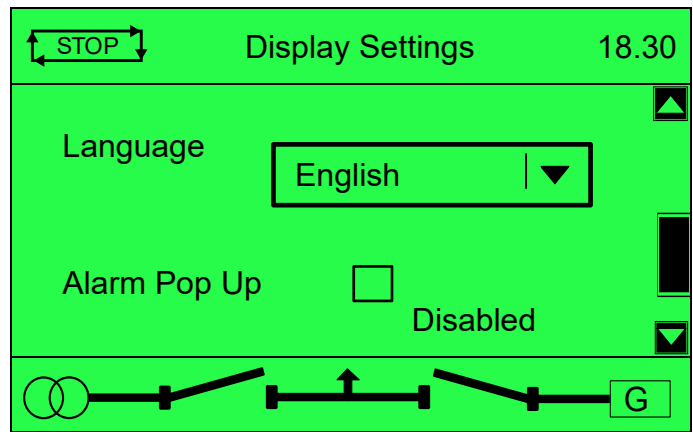 STOP Display Settings 18.30
Language
English
Alarm Pop Up
Disabled
G